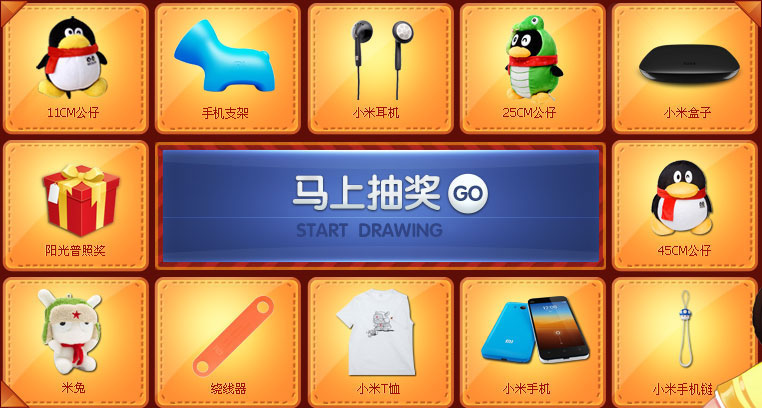 11CM公仔
手机支架
小米耳机
25CM公仔
小米盒子
阳光普照奖
马上抽奖 GO
START DRAWING
45CM公仔
米兔
绕线器
小米T恤
小米手机
小米手机链